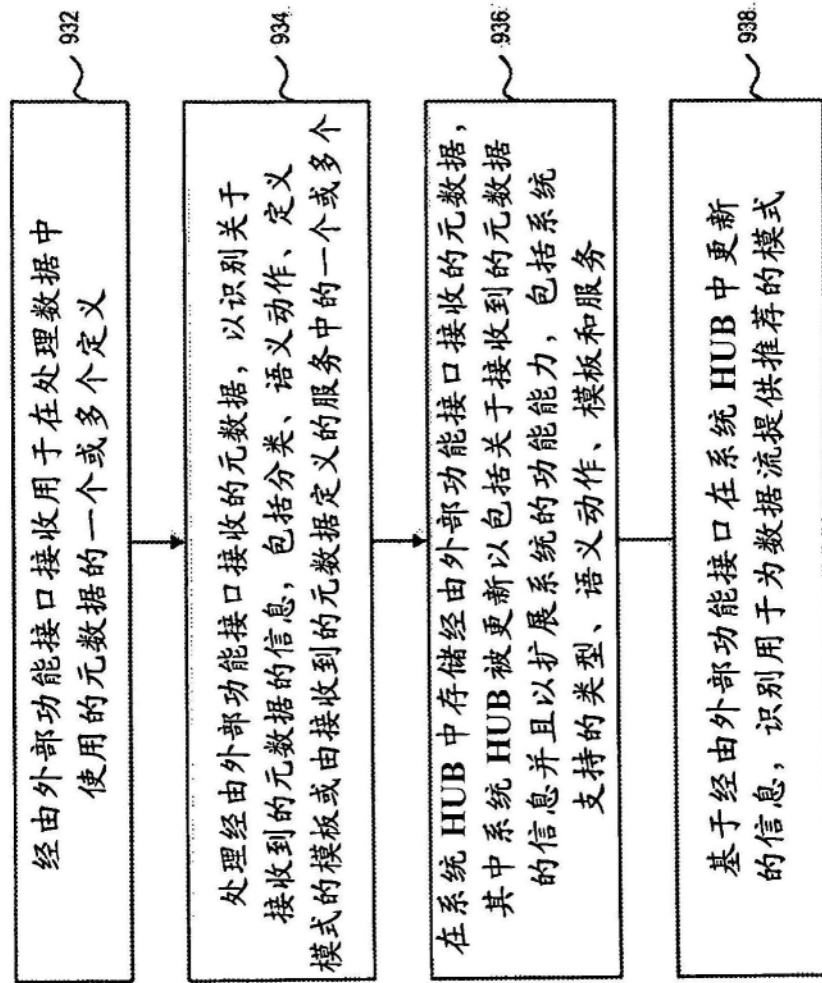 经由外部功能接口接收用于在处理数据中
使用的元数据的一个或多个定义
932
处理经由外部功能接口接收的元数据，以识别关于
接收到的元数据的信息，包括分类、语义动作、定义
模式的模板或由接收到的元数据定义的服务中的一个或多个
934
在系统 HUB 中存储经由外部功能接口接收的元数据，
其中系统 HUB 被更新以包括关于接收到的元数据
的信息并且以扩展系统的功能能力，包括系统
支持的类型、语义动作、模板和服务
936
基于经由外部功能接口在系统 HUB 中更新
的信息，识别用于为数据流提供推荐的模式
938